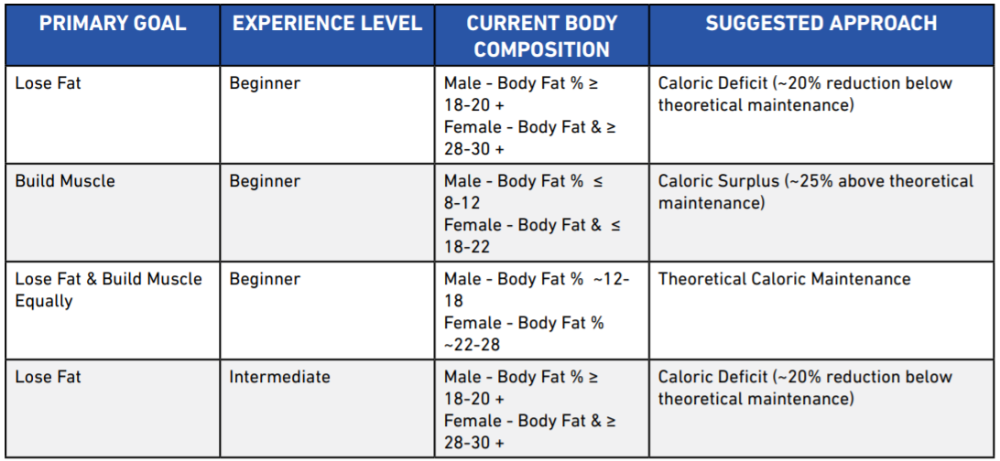 PRIMARY GOAL
EXPERIENCE LEVEL
CURRENT BODY
COMPOSITION
SUGGESTED APPROACH
Lose Fat
Beginner
Male - Body Fat % ≥
18-20 +
Female - Body Fat & ≥
28-30 +
Caloric Deficit (~20% reduction below
theoretical maintenance)
Build Muscle
Beginner
Male - Body Fat % ≤
8-12
Female - Body Fat & ≤
18-22
Caloric Surplus (~25% above theoretical
maintenance)
Lose Fat & Build Muscle
Equally
Beginner
Male - Body Fat % ~12-
18
Female - Body Fat %
~22-28
Theoretical Caloric Maintenance
Lose Fat
Intermediate
Male - Body Fat % ≥
18-20 +
Female - Body Fat & ≥
28-30 +
Caloric Deficit (~20% reduction below
theoretical maintenance)